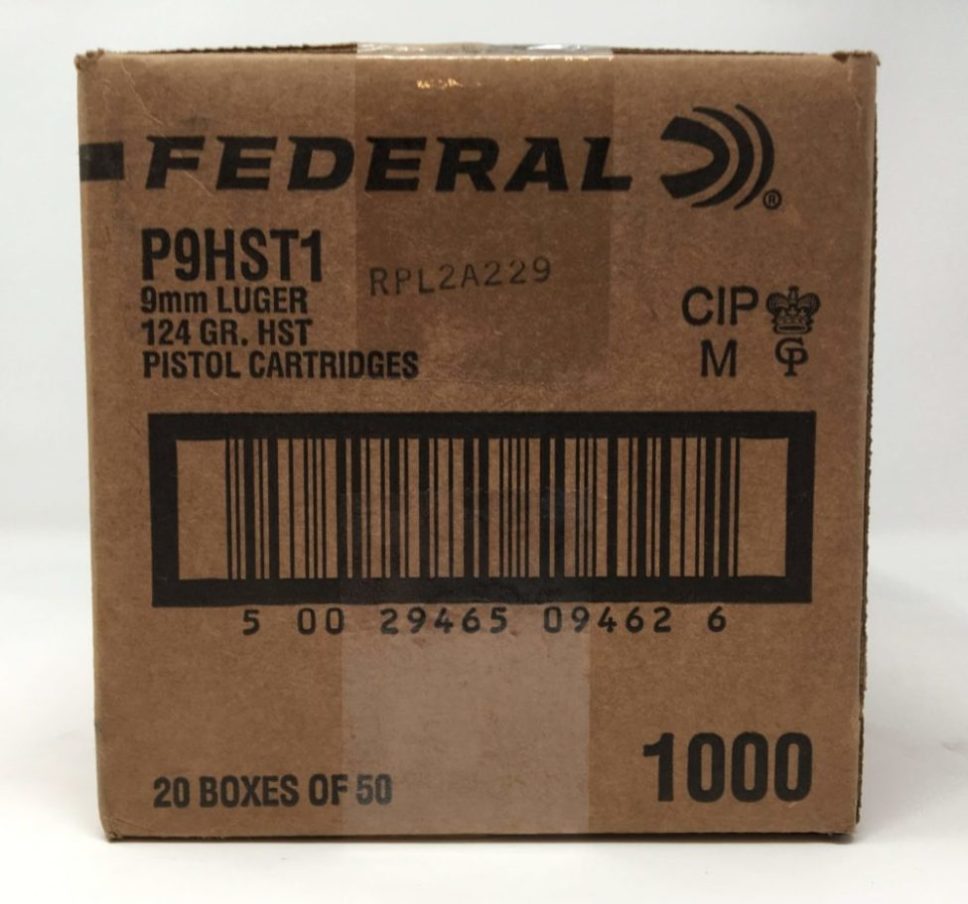 FEDERAL ®
P9HST1
RPL2A229
9mm LUGER
124 GR. HST
PISTOL CARTRIDGES
CIP
M GP
5 00 29465 09462 6
20 BOXES OF 50
1000